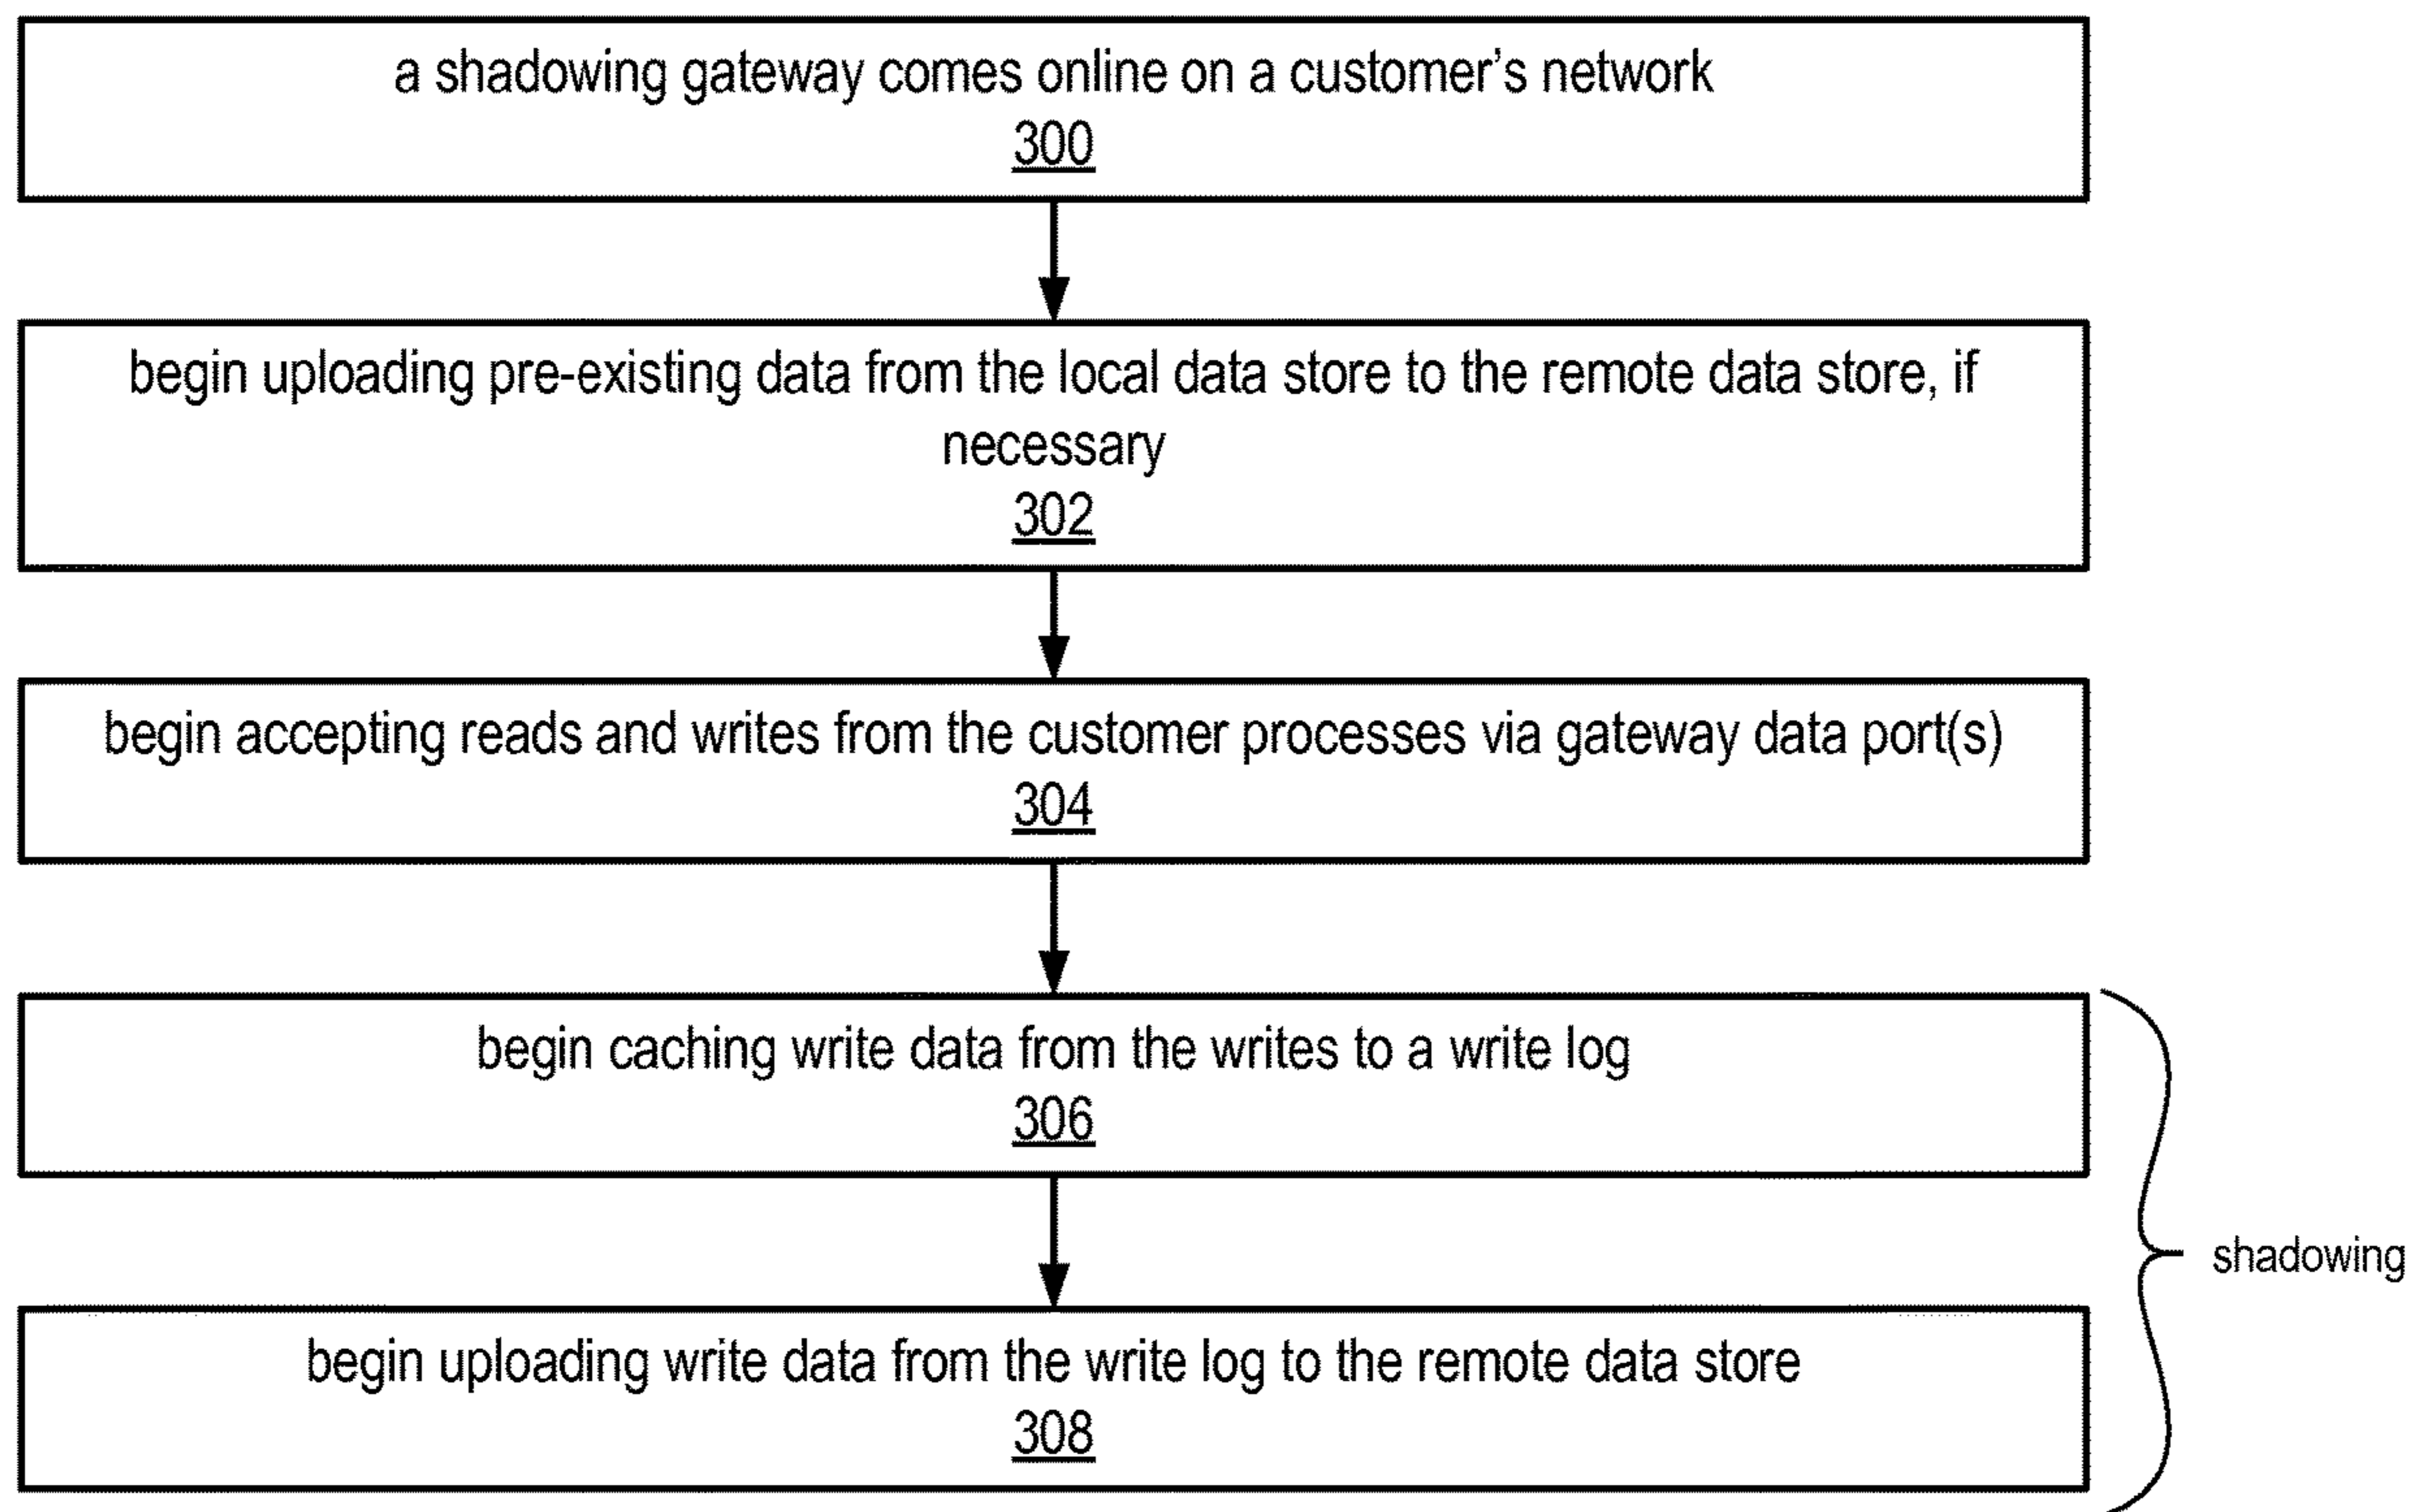 a shadowing gateway comes online on a customer’s network
300
begin uploading pre-existing data from the local data store to the remote data store, if
necessary
302
begin accepting reads and writes from the customer processes via gateway data port(s)
304
begin caching write data from the writes to a write log
306
shadowing
begin uploading write data from the write log to the remote data store
308